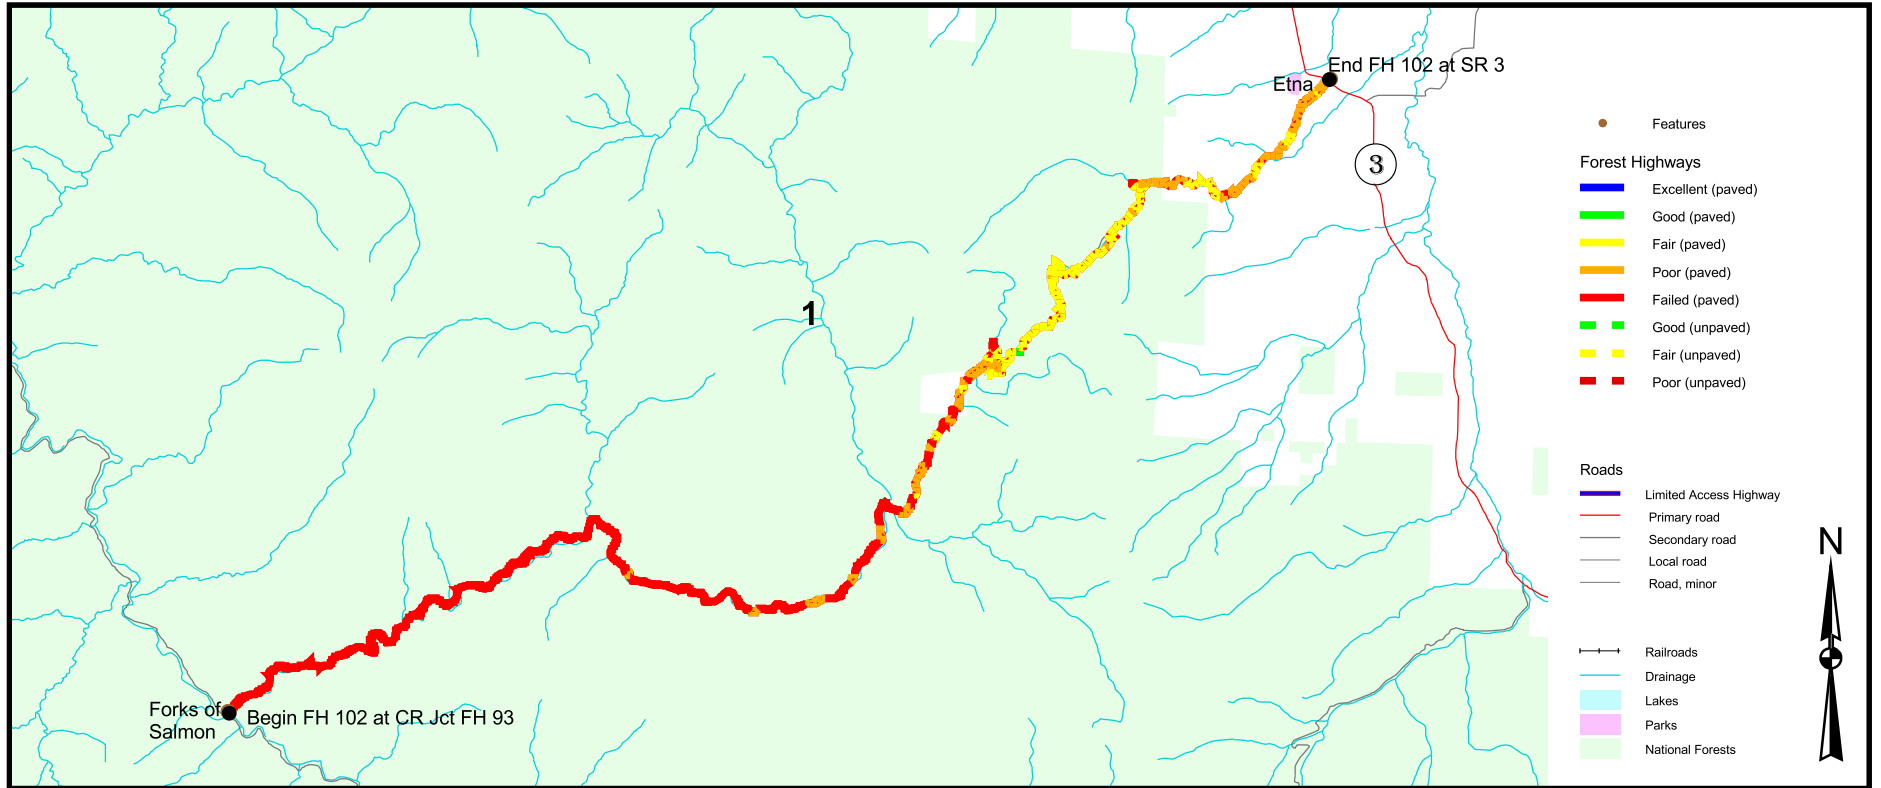 End FH 102 at SR 3
Etna
3
1
Forks of
Salmon
Begin FH 102 at CR Jct FH 93
Features
Forest Highways
Excellent (paved)
Good (paved)
Fair (paved)
Poor (paved)
Failed (paved)
Good (unpaved)
Fair (unpaved)
Poor (unpaved)
Roads
Limited Access Highway
Primary road
Secondary road
Local road
Road, minor
Railroads
Drainage
Lakes
Parks
National Forests
N